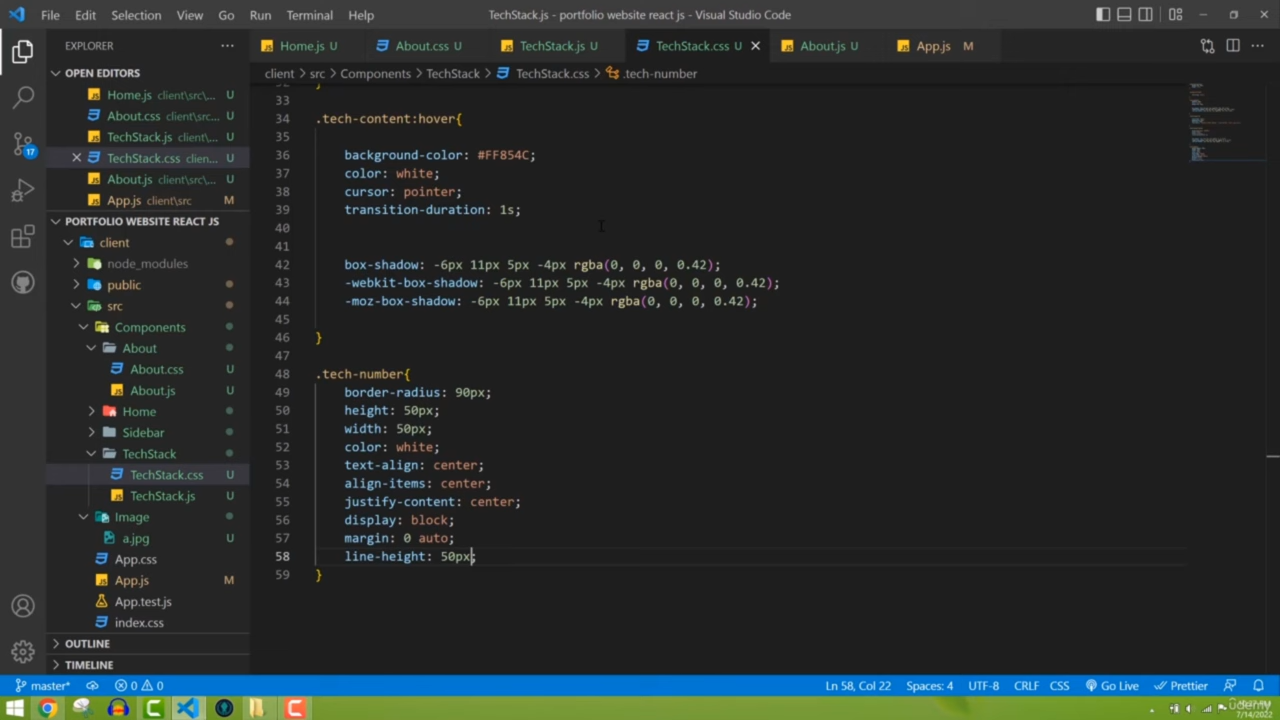 File Edit Selection View Go Run Terminal Help TechStack.js - portfolio website react js - Visual Studio Code
EXPLORER
OPEN EDITORS
Home.js client\src\... U
About.css client\src\... U
TechStack.js client\... U
TechStack.css clien... U
About.js client\src\... U
App.js client\src M
PORTFOLIO WEBSITE REACT JS
client
node_modules
public
src
Components
About
About.css U
About.js U
Home
Sidebar
TechStack
TechStack.css U
TechStack.js U
Image
a.jpg U
App.css
App.js M
App.test.js
index.css
OUTLINE
TIMELINE
Home.js U About.css U TechStack.js U TechStack.css U About.js U App.js M
client > src > Components > TechStack > TechStack.css > .tech-number
32 }
33
34 .tech-content:hover{
35
36 background-color: #FF854C;
37 color: white;
38 cursor: pointer;
39 transition-duration: 1s;
40
41
42 box-shadow: -6px 11px 5px -4px rgba(0, 0, 0, 0.42);
43 -webkit-box-shadow: -6px 11px 5px -4px rgba(0, 0, 0, 0.42);
44 -moz-box-shadow: -6px 11px 5px -4px rgba(0, 0, 0, 0.42);
45
46 }
47
48 .tech-number{
49 border-radius: 90px;
50 height: 50px;
51 width: 50px;
52 color: white;
53 text-align: center;
54 align-items: center;
55 justify-content: center;
56 display: block;
57 margin: 0 auto;
58 line-height: 50px;
59 }
17
master* 0 0 Ln 58, Col 22 Spaces: 4 UTF-8 CRLF CSS Go Live Prettier
7/14/2022
udemy